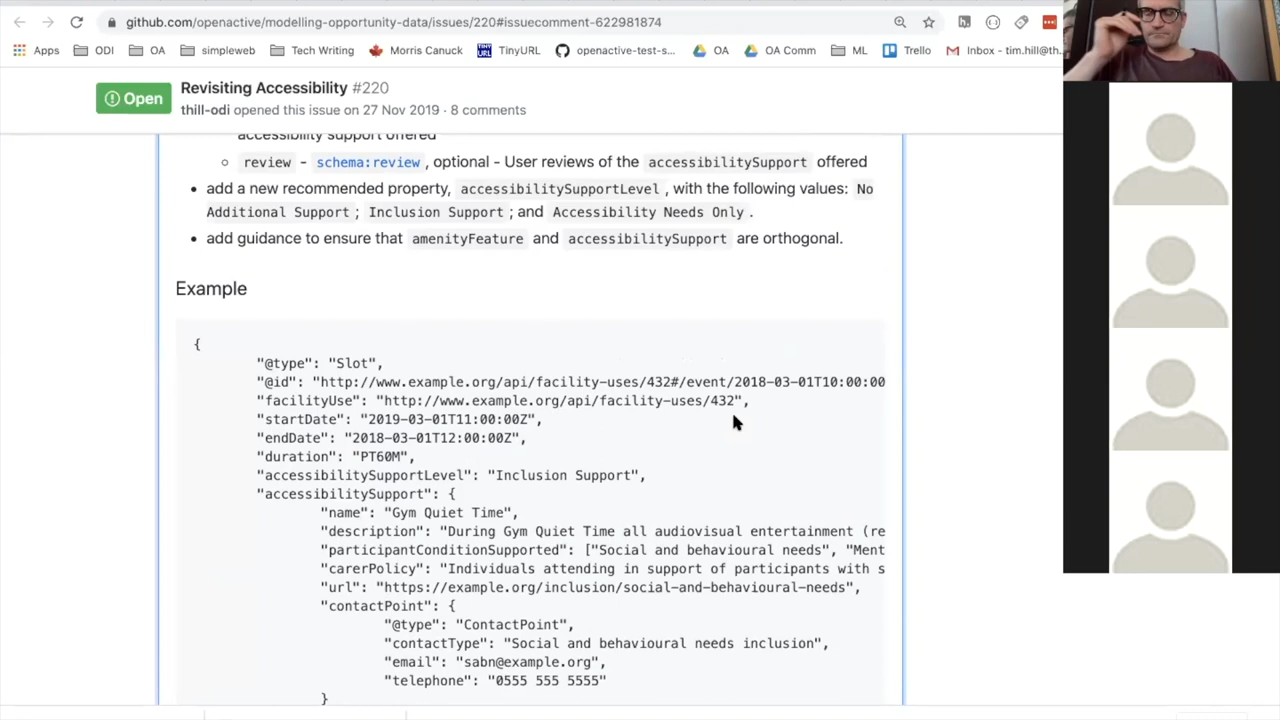 github.com/openactive/modelling-opportunity-data/issues/220#issuecomment-622981874
Apps ODI OA simpleweb Tech Writing Morris Canuck TINY URL TinyURL openactive-test-s... OA OA Comm ML Trello Inbox - tim.hill@th...
Open
Revisiting Accessibility #220
thill-odi opened this issue on 27 Nov 2019 · 8 comments
accessibility support offered
review - schema:review, optional - User reviews of the accessibilitySupport offered
add a new recommended property, accessibilitySupportLevel, with the following values: No
Additional Support; Inclusion Support; and Accessibility Needs Only.
add guidance to ensure that amenityFeature and accessibilitySupport are orthogonal.
Example
{
"@type": "Slot",
"@id": "http://www.example.org/api/facility-uses/432#/event/2018-03-01T10:00:00
"facilityUse": "http://www.example.org/api/facility-uses/432",
"startDate": "2019-03-01T11:00:00Z",
"endDate": "2018-03-01T12:00:00Z",
"duration": "PT60M",
"accessibilitySupportLevel": "Inclusion Support",
"accessibilitySupport": {
"name": "Gym Quiet Time",
"description": "During Gym Quiet Time all audiovisual entertainment (re
"participantConditionSupported": ["Social and behavioural needs", "Ment
"carerPolicy": "Individuals attending in support of participants with s
"url": "https://example.org/inclusion/social-and-behavioural-needs",
"contactPoint": {
"@type": "ContactPoint",
"contactType": "Social and behavioural needs inclusion",
"email": "sabn@example.org",
"telephone": "0555 555 5555"
}